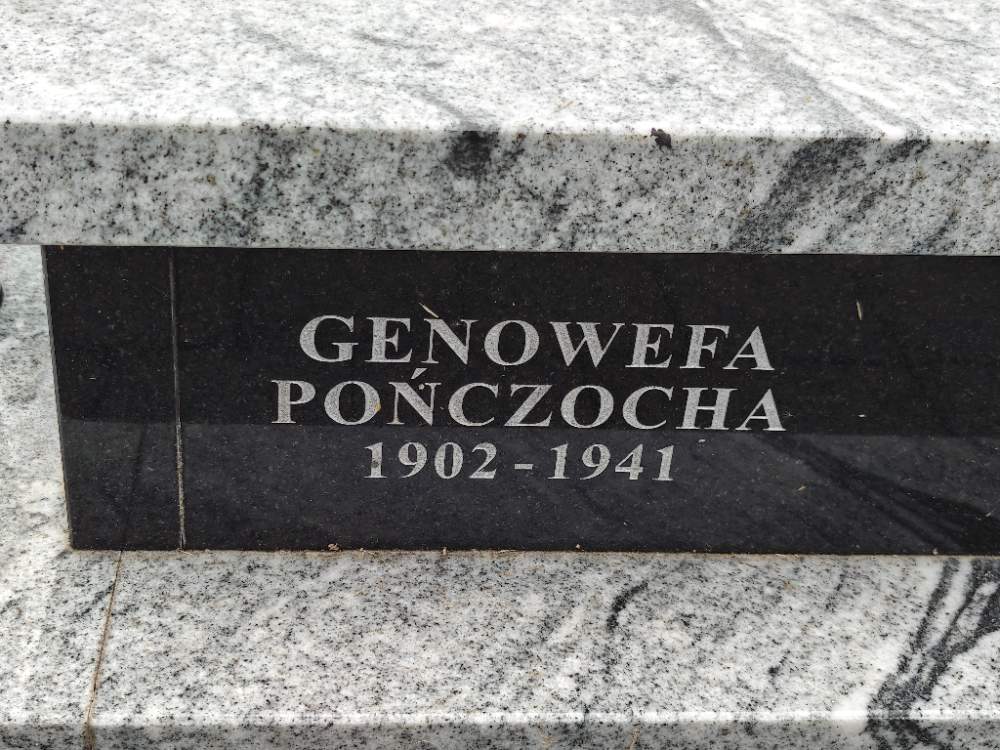 GENOWEFA
POŃCZOCHA
1902 - 1941